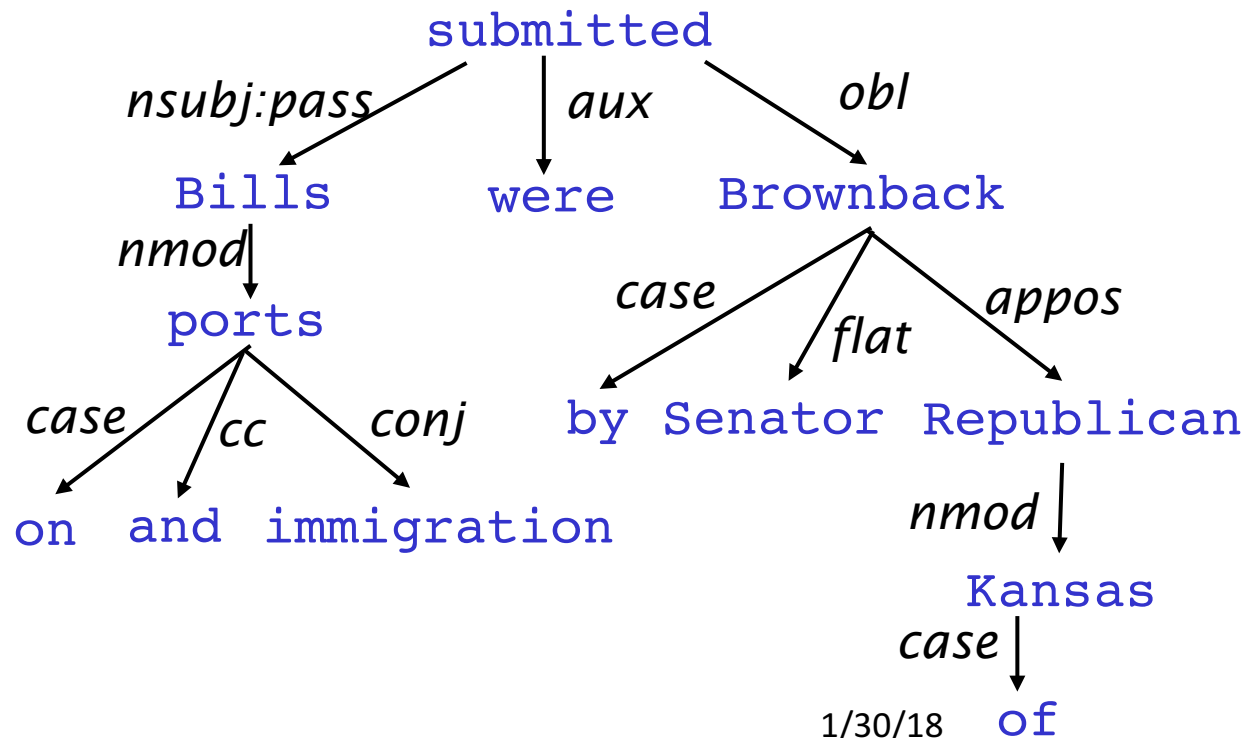 submitted
nsubj:pass aux obl
Bills were Brownback
nmod
case appos
ports
flat
case cc conj
by Senator Republican
nmod
on and immigration
Kansas
case
1/30/18 of